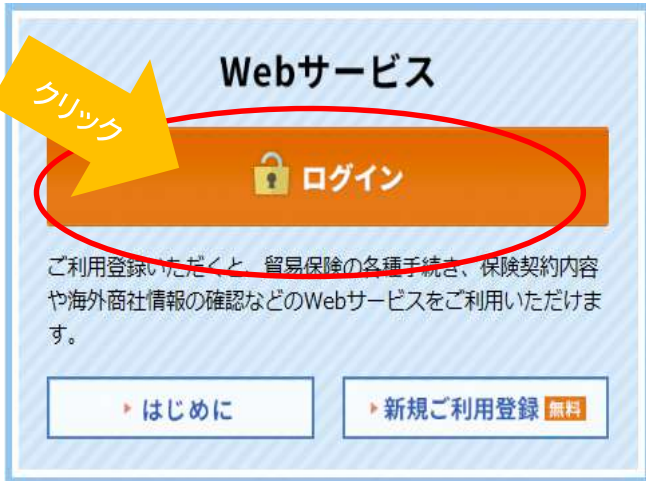 Webサービス
クリック
ログイン
ご利用登録いただくと、貿易保険の各種手続き、保険契約内容
や海外商社情報の確認などのWebサービスをご利用いただけま
す。
はじめに
新規ご利用登録 無料